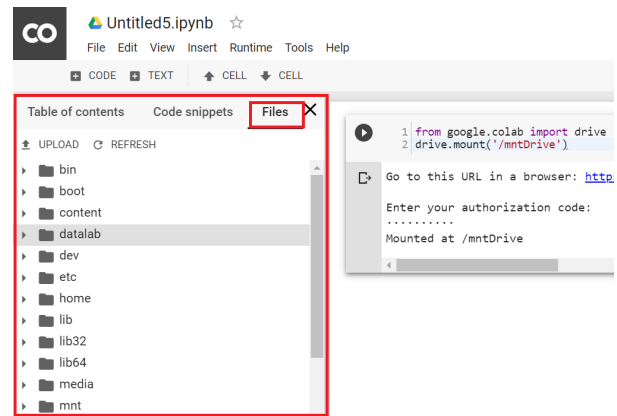 CO Untitled5.ipynb
File Edit View Insert Runtime Tools Help
CODE TEXT CELL CELL
Table of contents Code snippets Files X
UPLOAD REFRESH
bin
boot
content
datalab
dev
etc
home
lib
lib32
lib64
media
mnt
1 from google.colab import drive
2 drive.mount('/mntDrive')
Go to this URL in a browser: http
Enter your authorization code:
··········
Mounted at /mntDrive